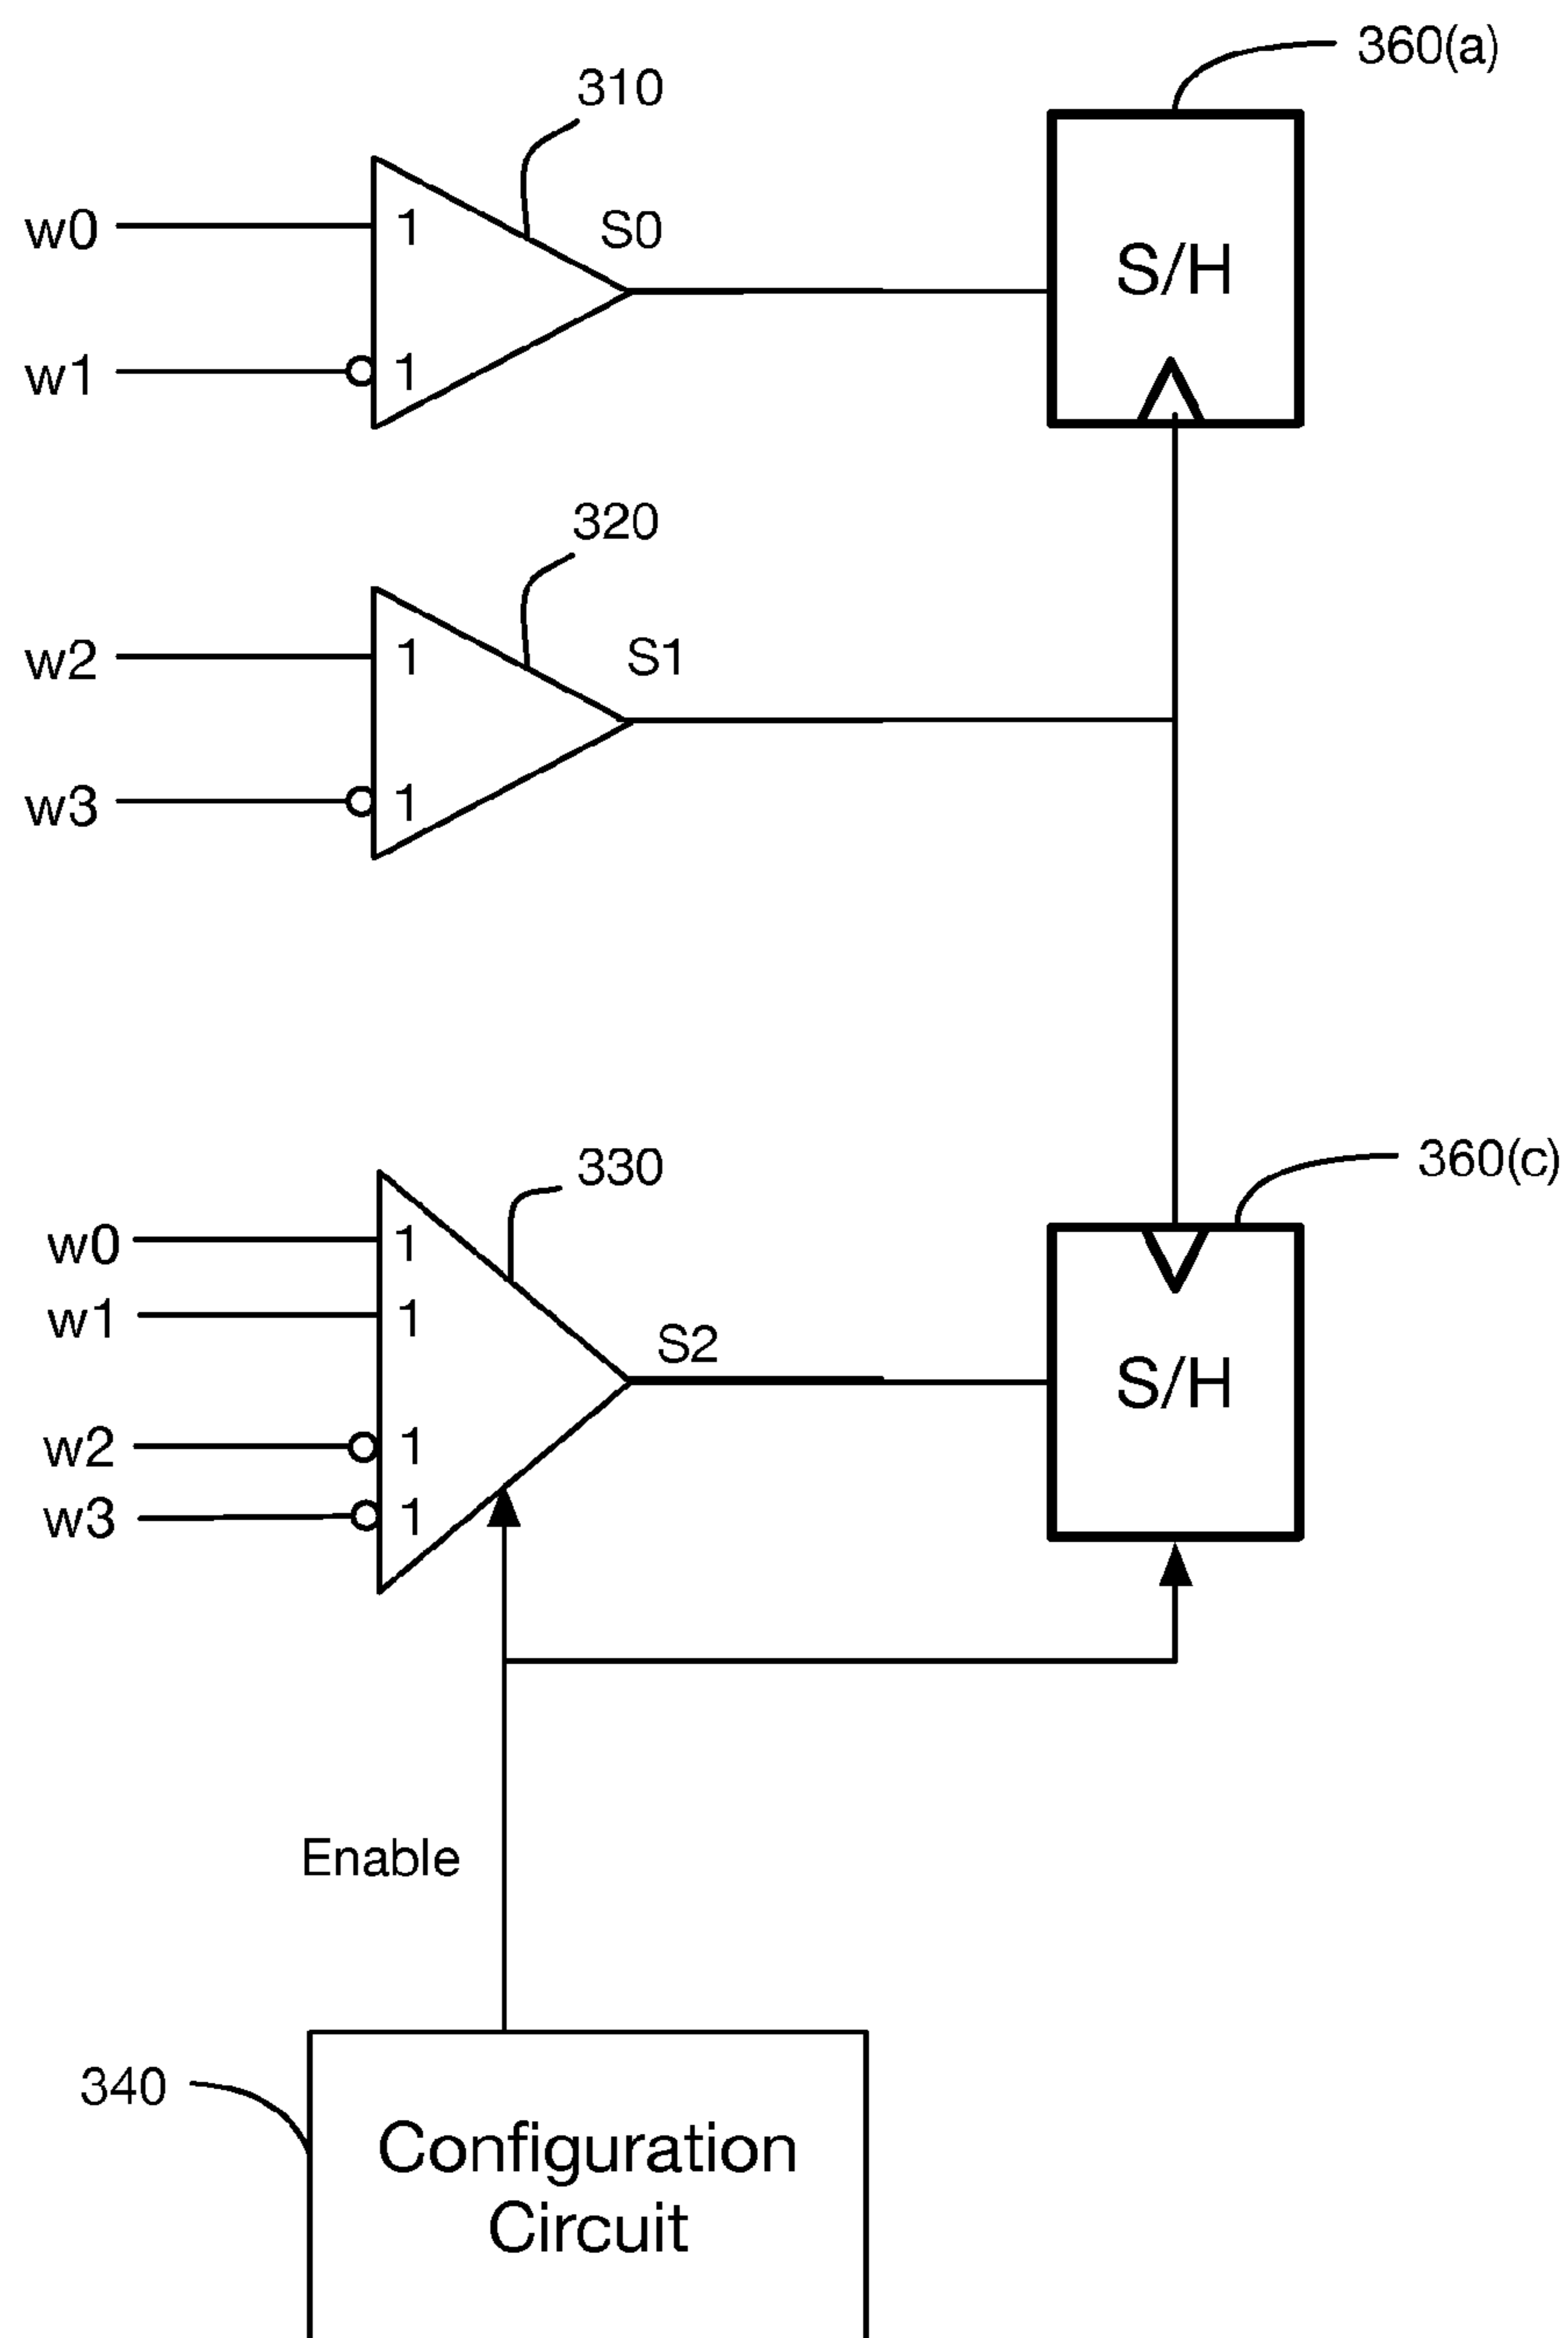 360(a)
310
w0
1
S0
S/H
w1
1
320
w2
1
S1
w3
1
330
360(c)
w0
1
w1
1
S2
S/H
w2
1
w3
1
Enable
340
Configuration
Circuit